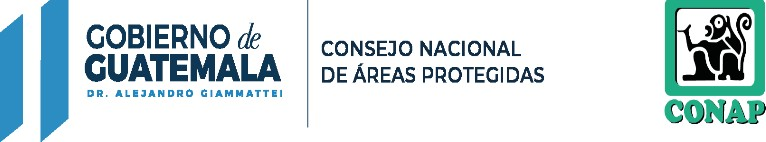 GOBIERNO de
GUATEMALA
DR. ALEJANDRO GIAMMATTEI
CONSEJO NACIONAL
DE ÁREAS PROTEGIDAS
CONAP